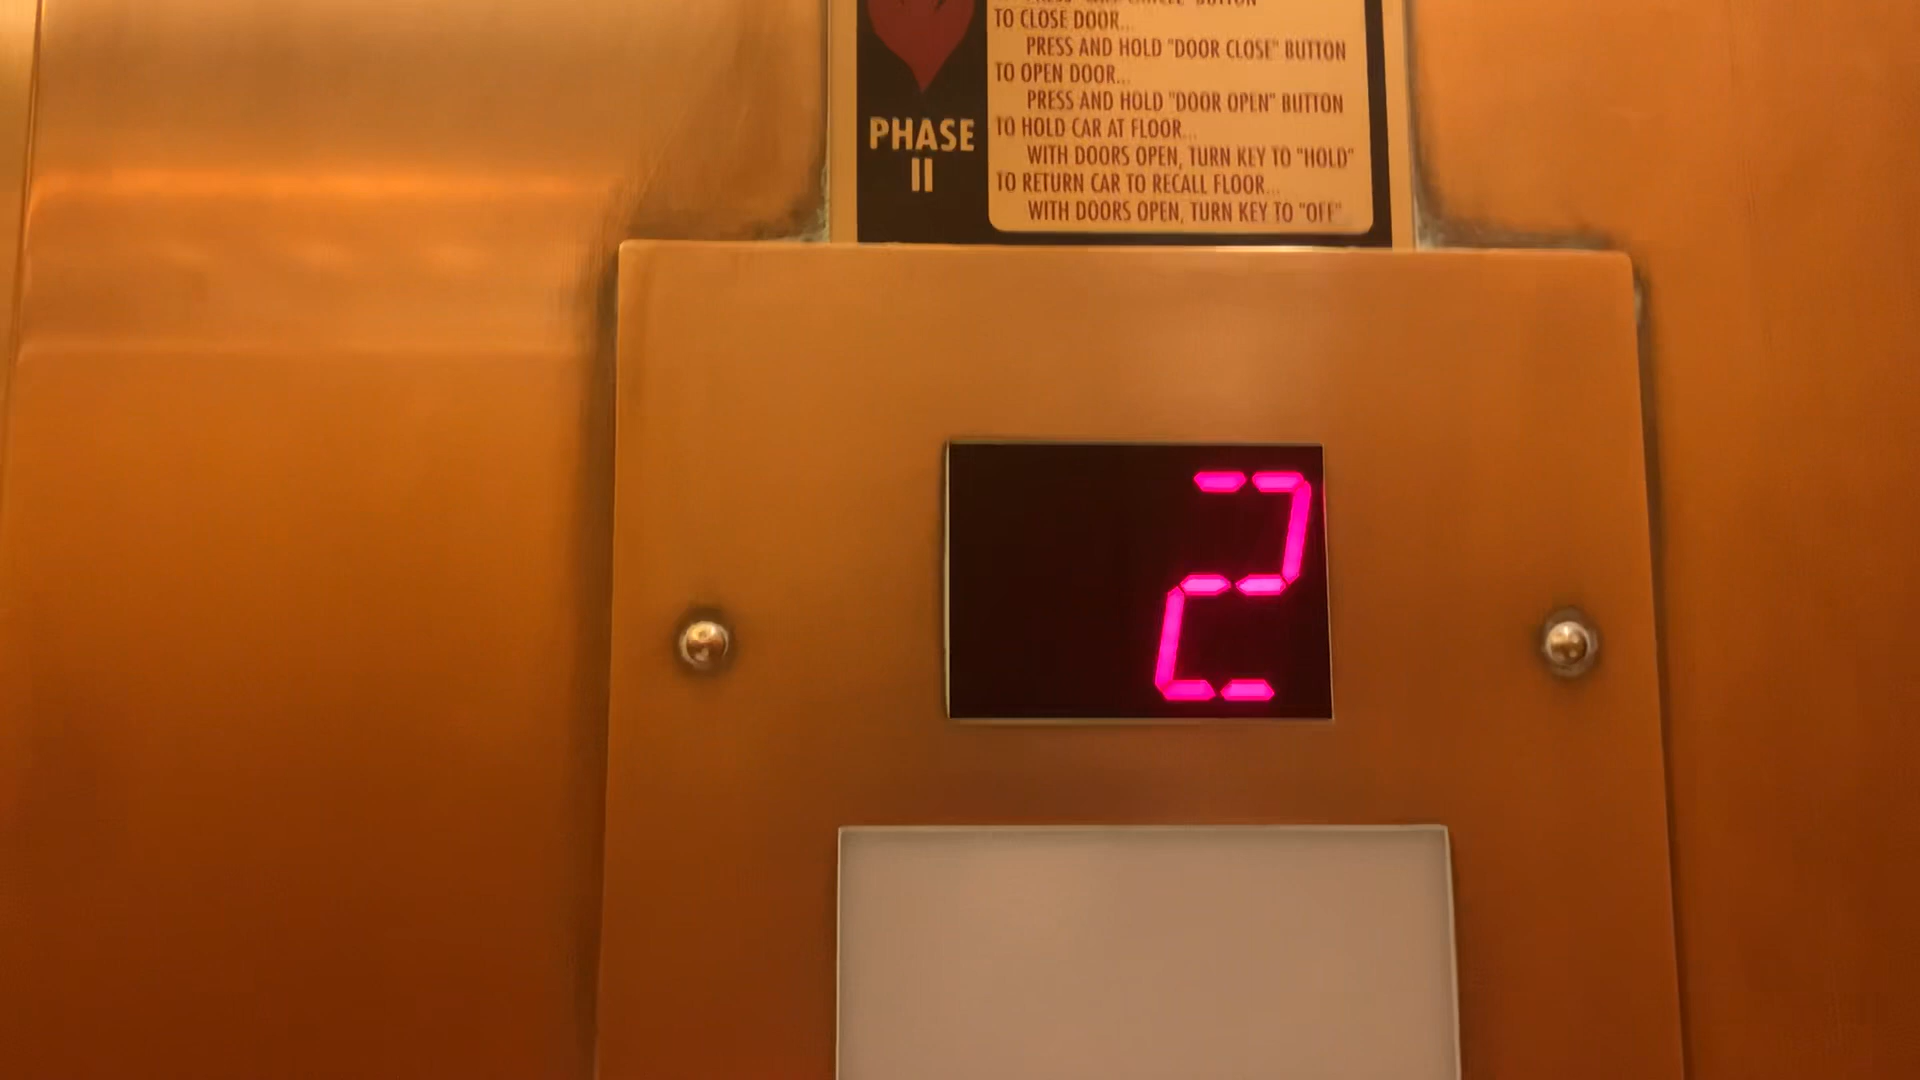 TO CLOSE DOOR...
PRESS AND HOLD "DOOR CLOSE" BUTTON
TO OPEN DOOR...
PRESS AND HOLD "DOOR OPEN" BUTTON
TO HOLD CAR AT FLOOR...
WITH DOORS OPEN, TURN KEY TO "HOLD"
TO RETURN CAR TO RECALL FLOOR...
WITH DOORS OPEN, TURN KEY TO "OFF"
PHASE
II
2